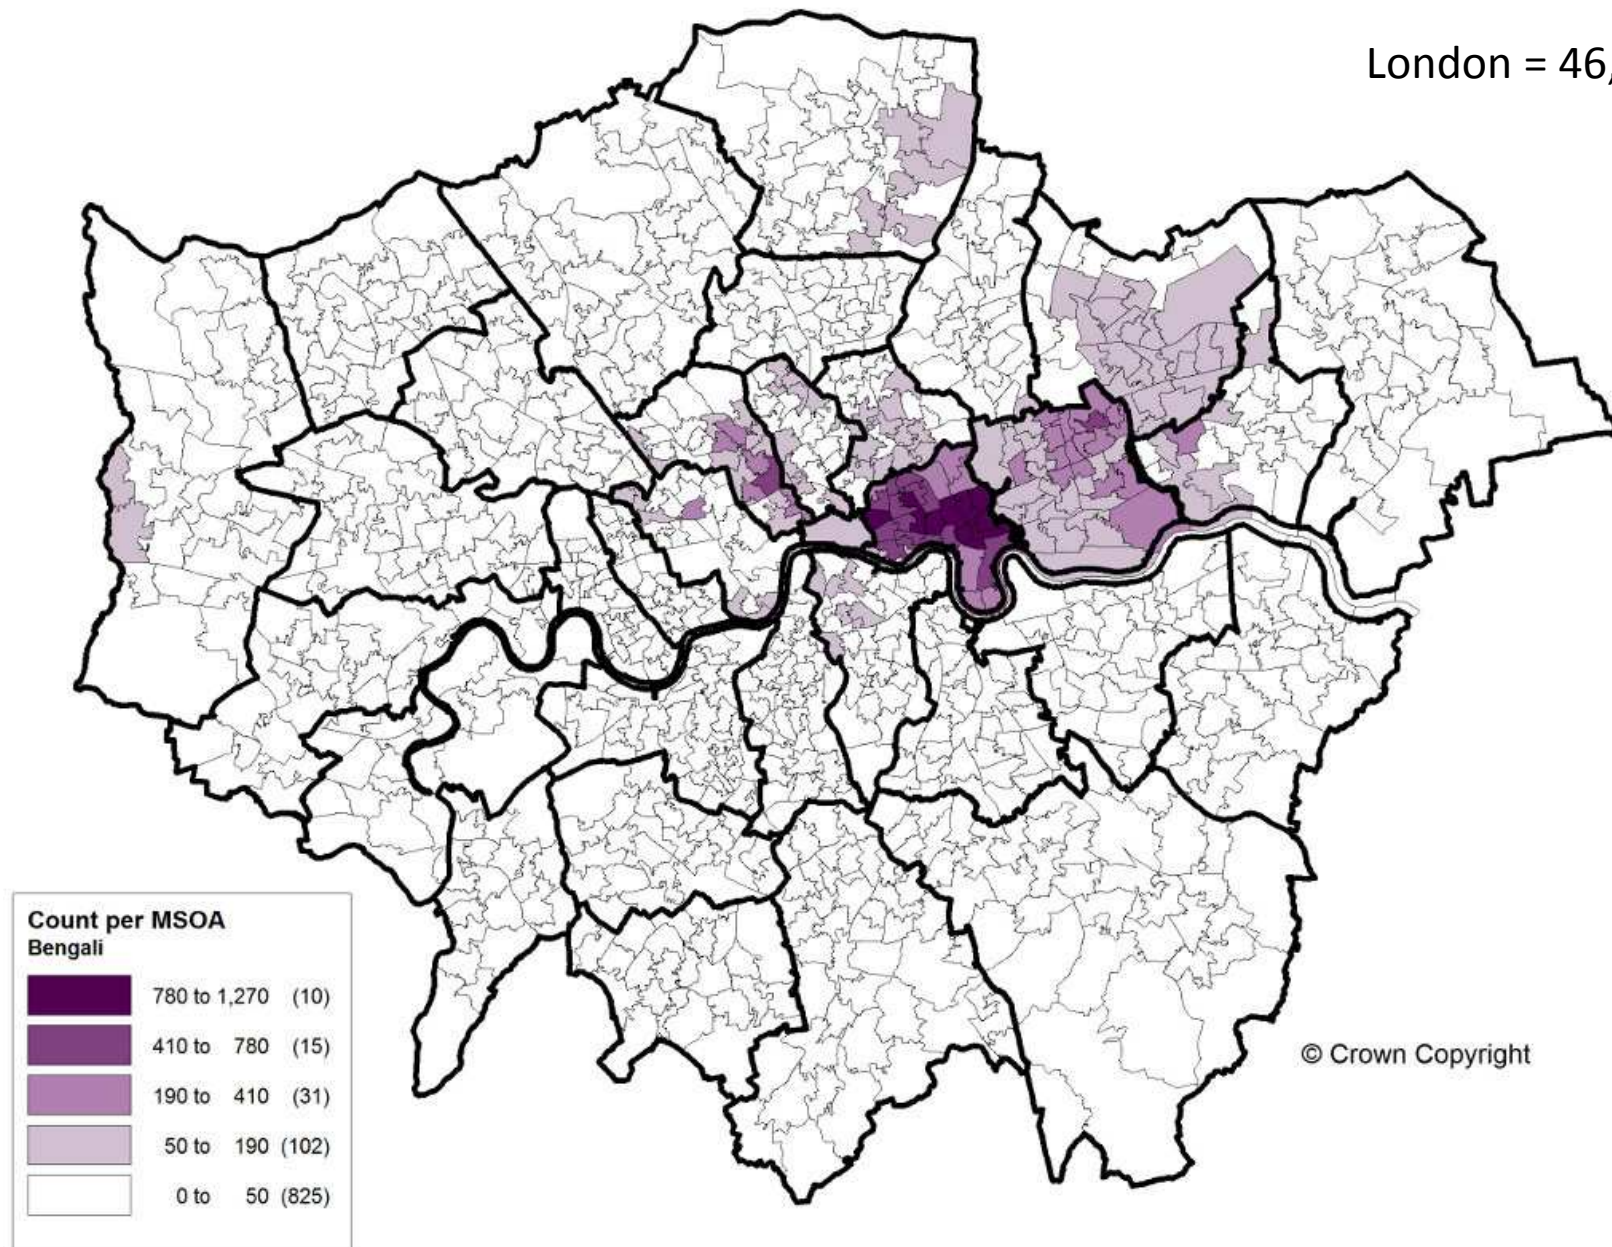 London = 46,
Count per MSOA
Bengali
780 to 1,270 (10)
410 to 780 (15)
190 to 410 (31)
50 to 190 (102)
0 to 50 (825)
© Crown Copyright